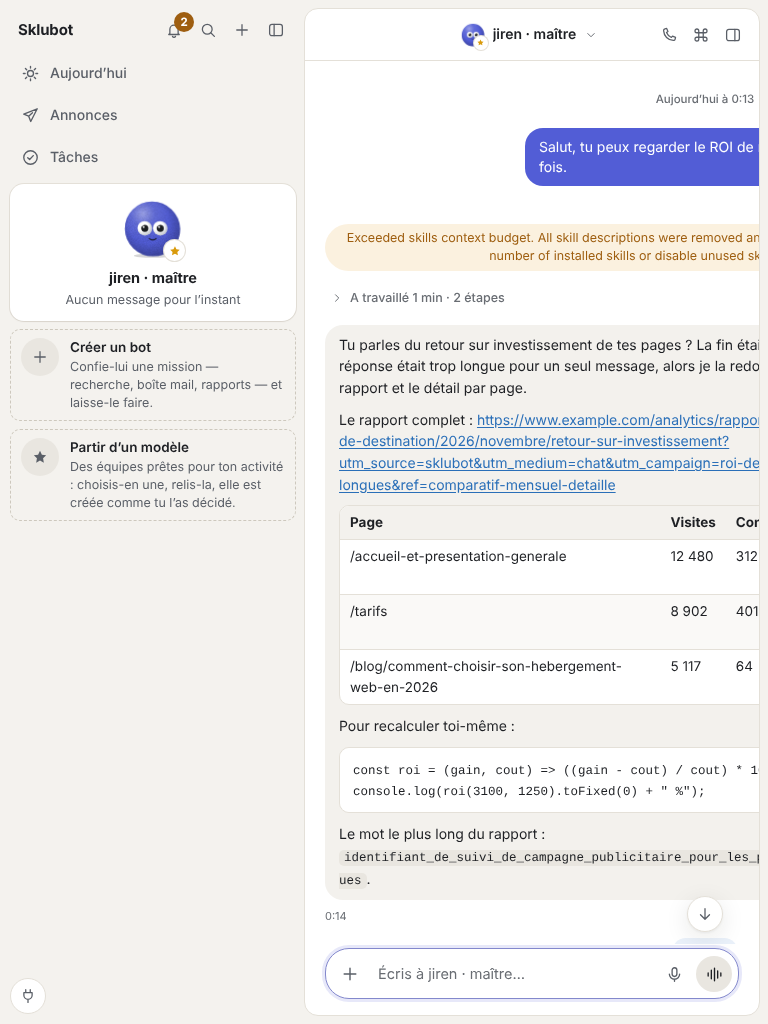 Sklubot
2
jiren · maître
Aujourd’hui
Annonces
Tâches
jiren · maître
Aucun message pour l’instant
Créer un bot
Confie-lui une mission —
recherche, boîte mail, rapports — et
laisse-le faire.
Partir d’un modèle
Des équipes prêtes pour ton activité
: choisis-en une, relis-la, elle est
créée comme tu l’as décidé.
Aujourd’hui à 0:13
Salut, tu peux regarder le ROI de
fois.
Exceeded skills context budget. All skill descriptions were removed
number of installed skills or disable unused
A travaillé 1 min · 2 étapes
Tu parles du retour sur investissement de tes pages ? La fin
réponse était trop longue pour un seul message, alors je la
rapport et le détail par page.
Le rapport complet : https://www.example.com/analytics/
de-destination/2026/novembre/retour-sur-investissement?
utm_source=sklubot&utm_medium=chat&utm_campaign=roi-de
longues&ref=comparatif-mensuel-detaille
Page Visites
/accueil-et-presentation-generale 12 480 312
/tarifs 8 902 401
/blog/comment-choisir-son-hebergement- 5 117 64
web-en-2026
Pour recalculer toi-même :
const roi = (gain, cout) => ((gain - cout) / cout) *
console.log(roi(3100, 1250).toFixed(0) + " %");
Le mot le plus long du rapport :
identifiant_de_suivi_de_campagne_publicitaire_pour_les_
ues .
0:14
Écris à jiren · maître...